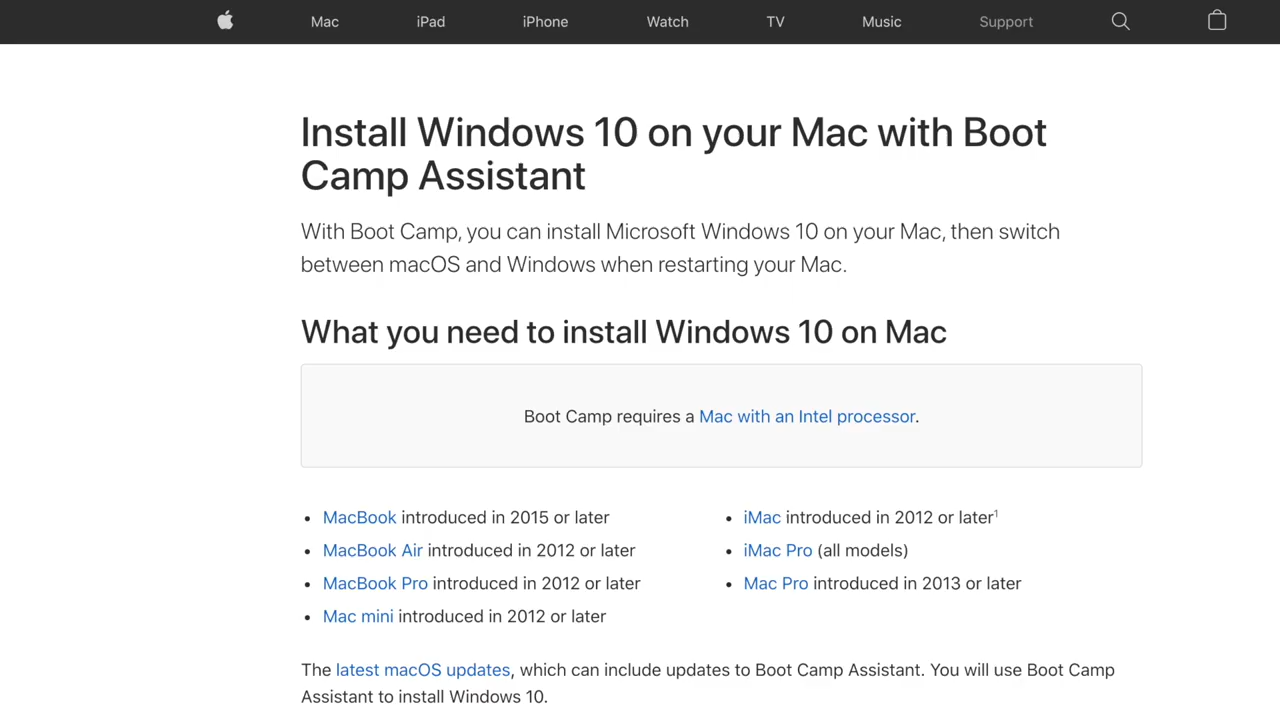 Mac iPad iPhone Watch TV Music Support
Install Windows 10 on your Mac with Boot
Camp Assistant
With Boot Camp, you can install Microsoft Windows 10 on your Mac, then switch
between macOS and Windows when restarting your Mac.
What you need to install Windows 10 on Mac
Boot Camp requires a Mac with an Intel processor.
• MacBook introduced in 2015 or later
• MacBook Air introduced in 2012 or later
• MacBook Pro introduced in 2012 or later
• Mac mini introduced in 2012 or later
• iMac introduced in 2012 or later¹
• iMac Pro (all models)
• Mac Pro introduced in 2013 or later
The latest macOS updates, which can include updates to Boot Camp Assistant. You will use Boot Camp
Assistant to install Windows 10.